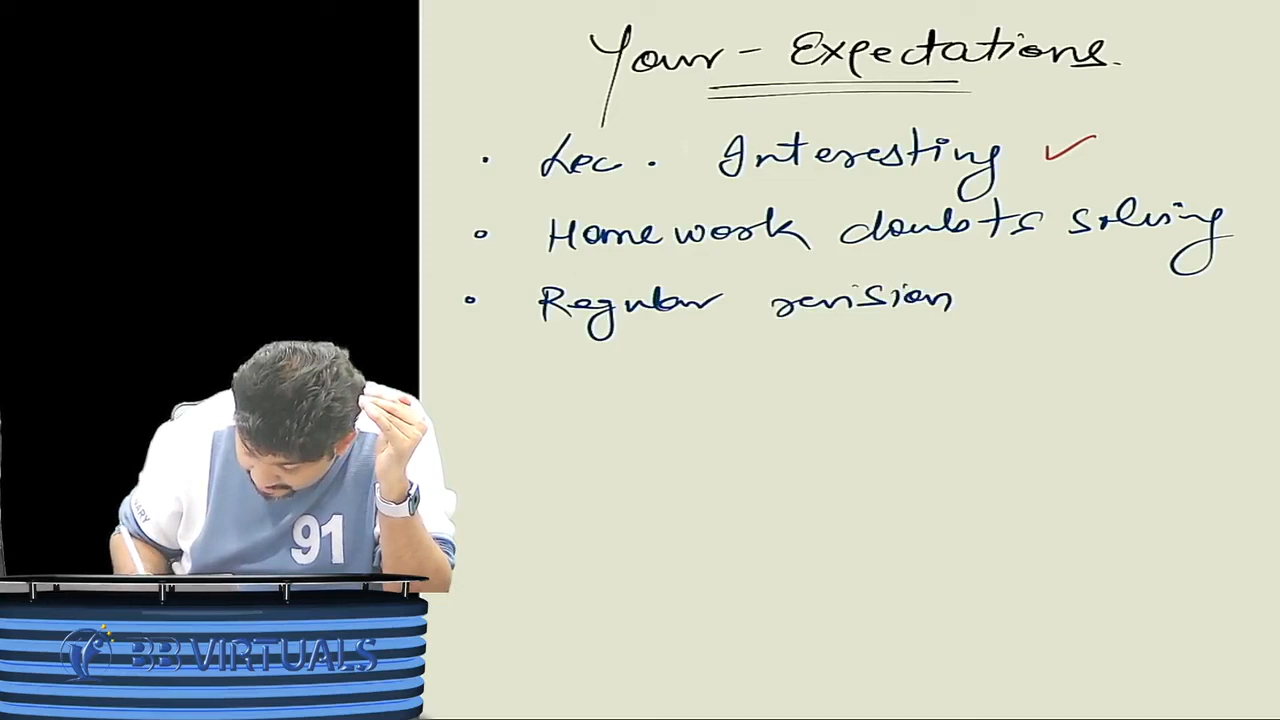 Your - Expectations.
• Lec. Interesting ✓
• Homework doubts solving
• Regular revision
91
BB VIRTUALS